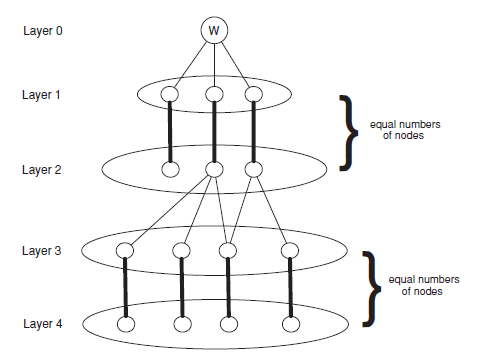 Layer 0
W
Layer 1
equal numbers
of nodes
Layer 2
Layer 3
equal numbers
of nodes
Layer 4